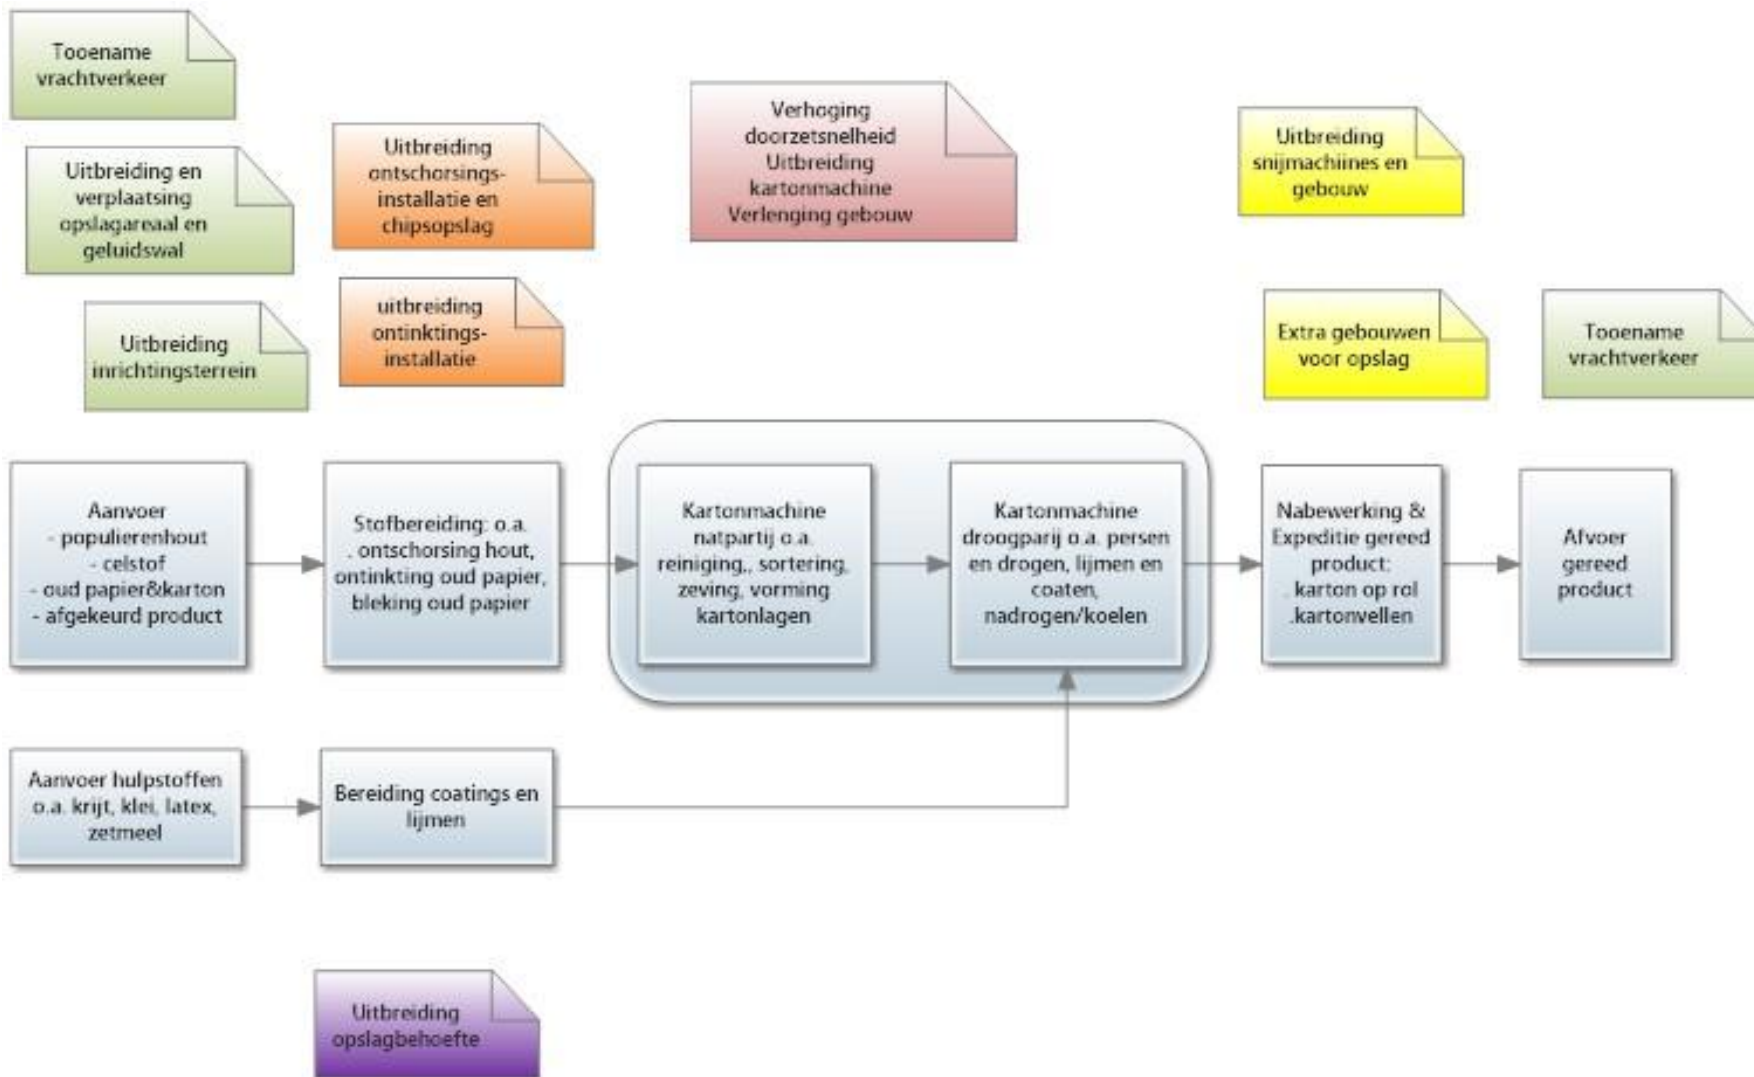 Tooename
vrachtverkeer
Uitbreiding en
verplaatsing
opslagareaal en
geluidswal
Uitbreiding
inrichtingsterrein
Uitbreiding
ontschorsings-
installatie en
chipsopslag
uitbreiding
ontinktings-
installatie
Verhoging
doorzetsnelheid
Uitbreiding
kartonmachine
Verlenging gebouw
Uitbreiding
snijmachiines en
gebouw
Extra gebouwen
voor opslag
Tooename
vrachtverkeer
Aanvoer
- populierenhout
- celstof
- oud papier&karton
- afgekeurd product
Stofbereiding: o.a.
. ontschorsing hout,
ontinkting oud papier,
bleking oud papier
Kartonmachine
natpartij o.a.
reiniging,, sortering,
zeving, vorming
kartonlagen
Kartonmachine
droogparij o.a. persen
en drogen, lijmen en
coaten,
nadrogen/koelen
Nabewerking &
Expeditie gereed
product:
. karton op rol
.kartonvellen
Afvoer
gereed
product
Aanvoer hulpstoffen
o.a. krijt, klei, latex,
zetmeel
Bereiding coatings en
lijmen
Uitbreiding
opslagbehoefte